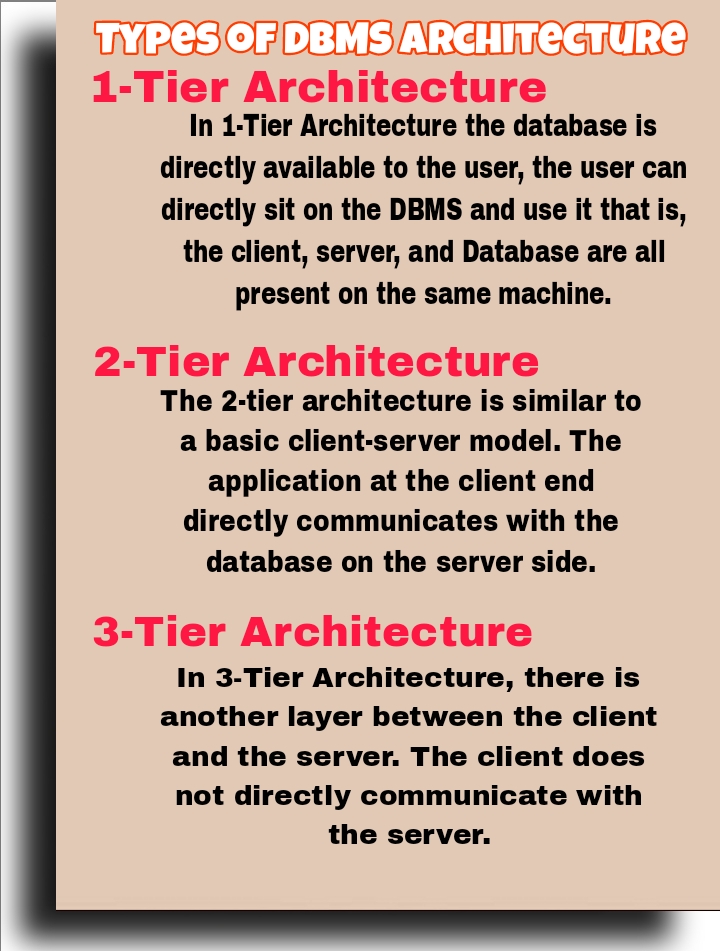 TYPES OF DBMS ARCHITECTURE
1-Tier Architecture
In 1-Tier Architecture the database is
directly available to the user, the user can
directly sit on the DBMS and use it that is,
the client, server, and Database are all
present on the same machine.
2-Tier Architecture
The 2-tier architecture is similar to
a basic client-server model. The
application at the client end
directly communicates with the
database on the server side.
3-Tier Architecture
In 3-Tier Architecture, there is
another layer between the client
and the server. The client does
not directly communicate with
the server.